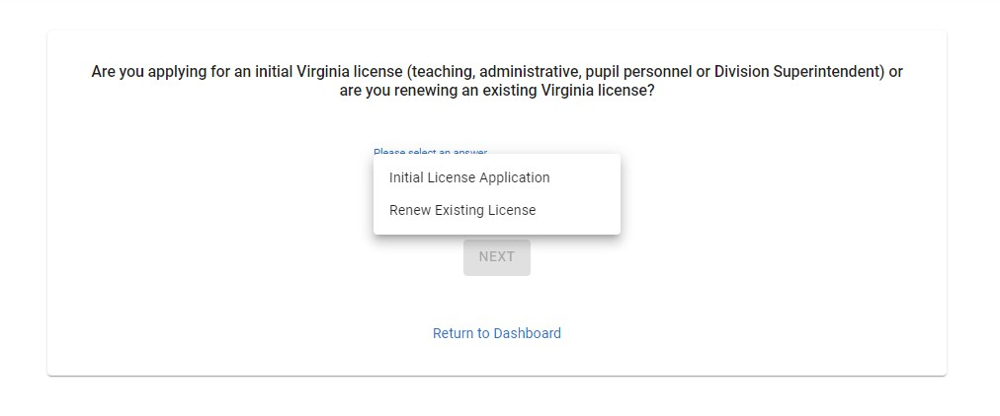 Are you applying for an initial Virginia license (teaching, administrative, pupil personnel or Division Superintendent) or
are you renewing an existing Virginia license?
Please select an answer
Initial License Application
Renew Existing License
NEXT
Return to Dashboard